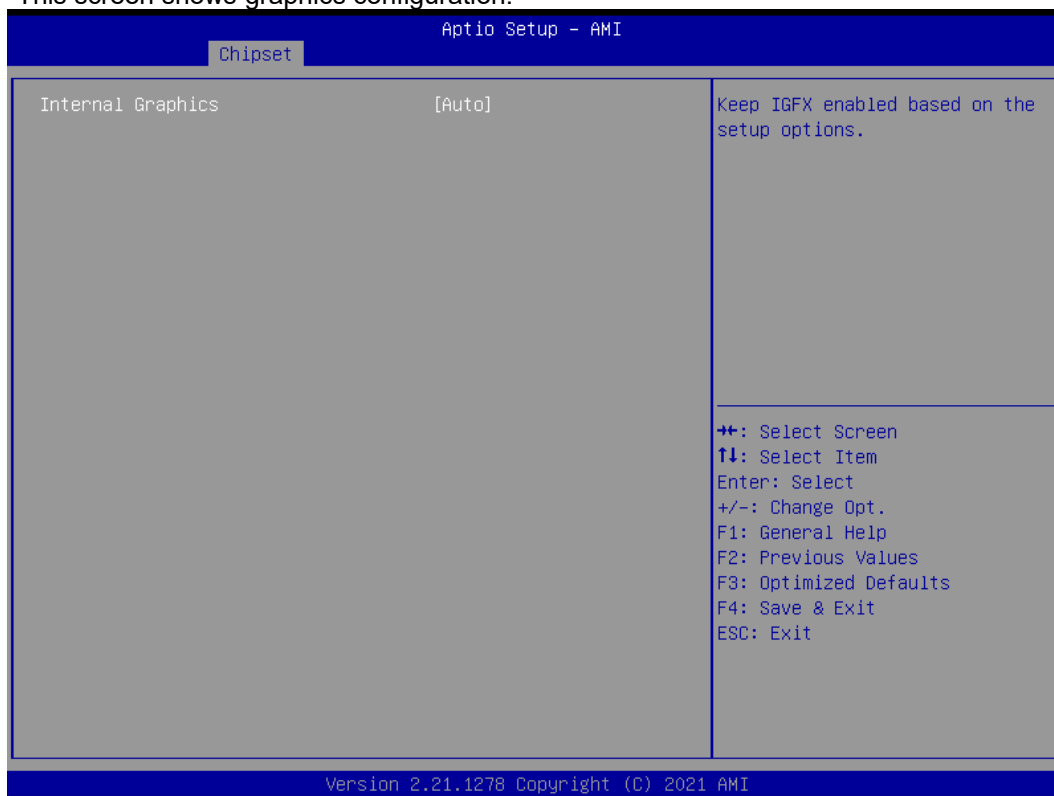 This screen shows graphics configuration.
Aptio Setup – AMI
Chipset
Internal Graphics [Auto]
Keep IGFX enabled based on the
setup options.
→←: Select Screen
↑↓: Select Item
Enter: Select
+/-: Change Opt.
F1: General Help
F2: Previous Values
F3: Optimized Defaults
F4: Save & Exit
ESC: Exit
Version 2.21.1278 Copyright (C) 2021 AMI